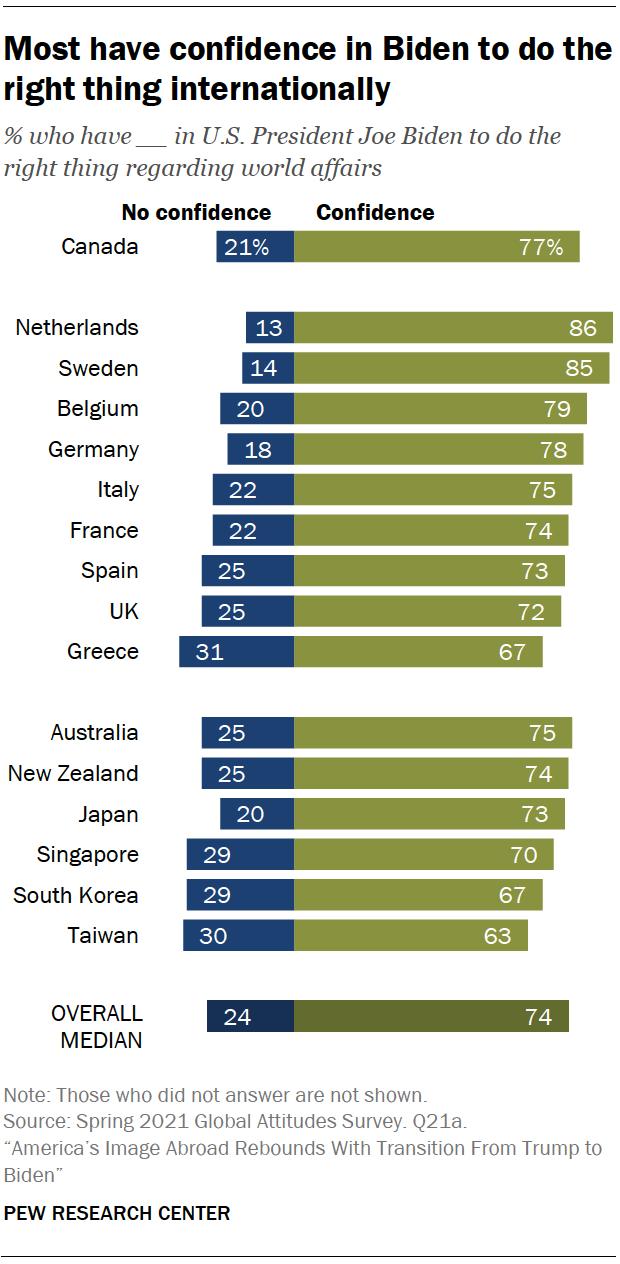 Most have confidence in Biden to do the
right thing internationally
% who have __ in U.S. President Joe Biden to do the
right thing regarding world affairs
No confidence Confidence
Canada 21% 77%
Netherlands 13 86
Sweden 14 85
Belgium 20 79
Germany 18 78
Italy 22 75
France 22 74
Spain 25 73
UK 25 72
Greece 31 67
Australia 25 75
New Zealand 25 74
Japan 20 73
Singapore 29 70
South Korea 29 67
Taiwan 30 63
OVERALL
MEDIAN 24 74
Note: Those who did not answer are not shown.
Source: Spring 2021 Global Attitudes Survey. Q21a.
“America’s Image Abroad Rebounds With Transition From Trump to
Biden”
PEW RESEARCH CENTER